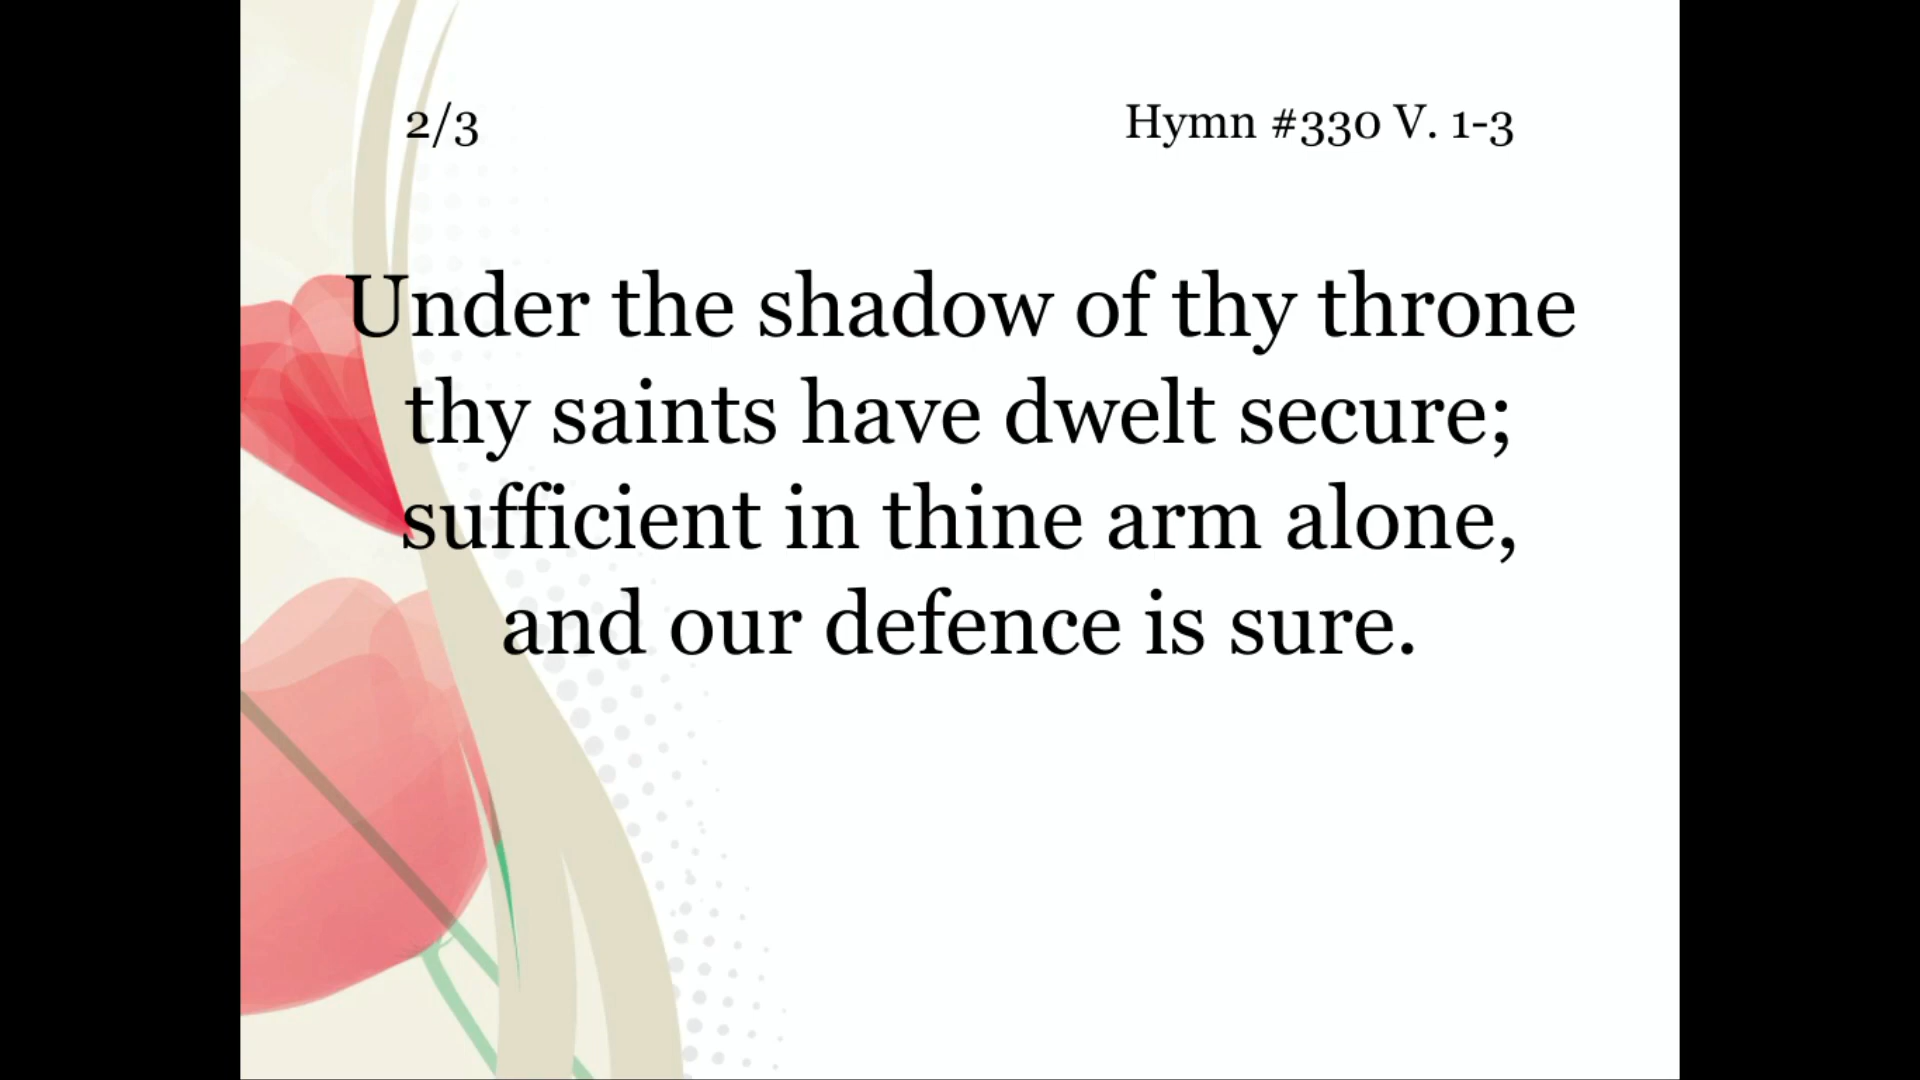 2/3 Hymn #330 V. 1-3
Under the shadow of thy throne
thy saints have dwelt secure;
sufficient in thine arm alone,
and our defence is sure.